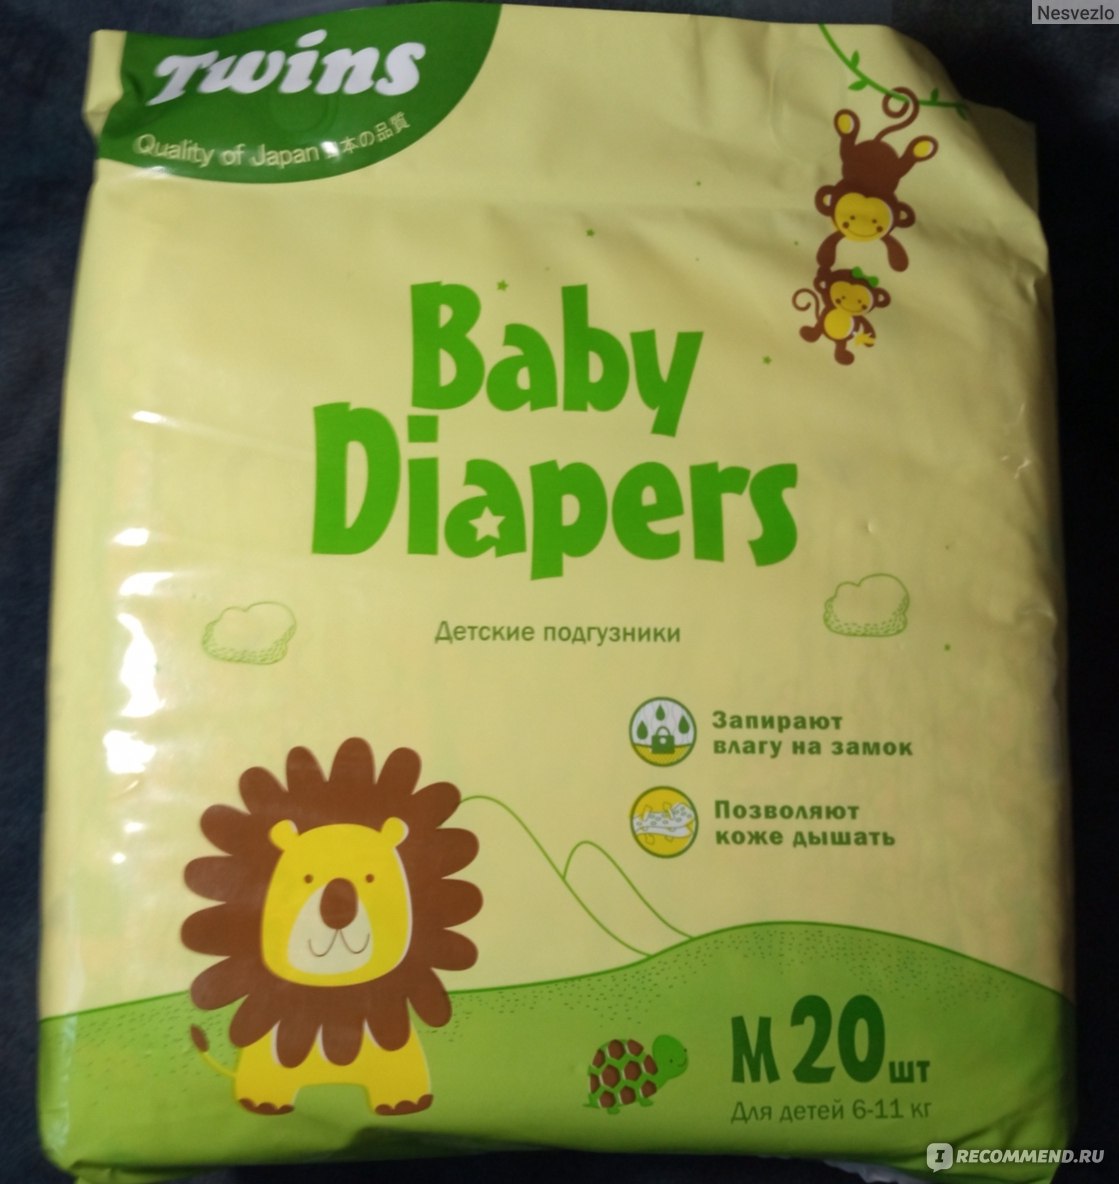 Nesvezlo
Twins
Quality of Japan 日本の品質
Baby
Diapers
Детские подгузники
Запирают
влагу на замок
Позволяют
коже дышать
M 20 шт
Для детей 6-11 кг
I RECOMMEND.RU